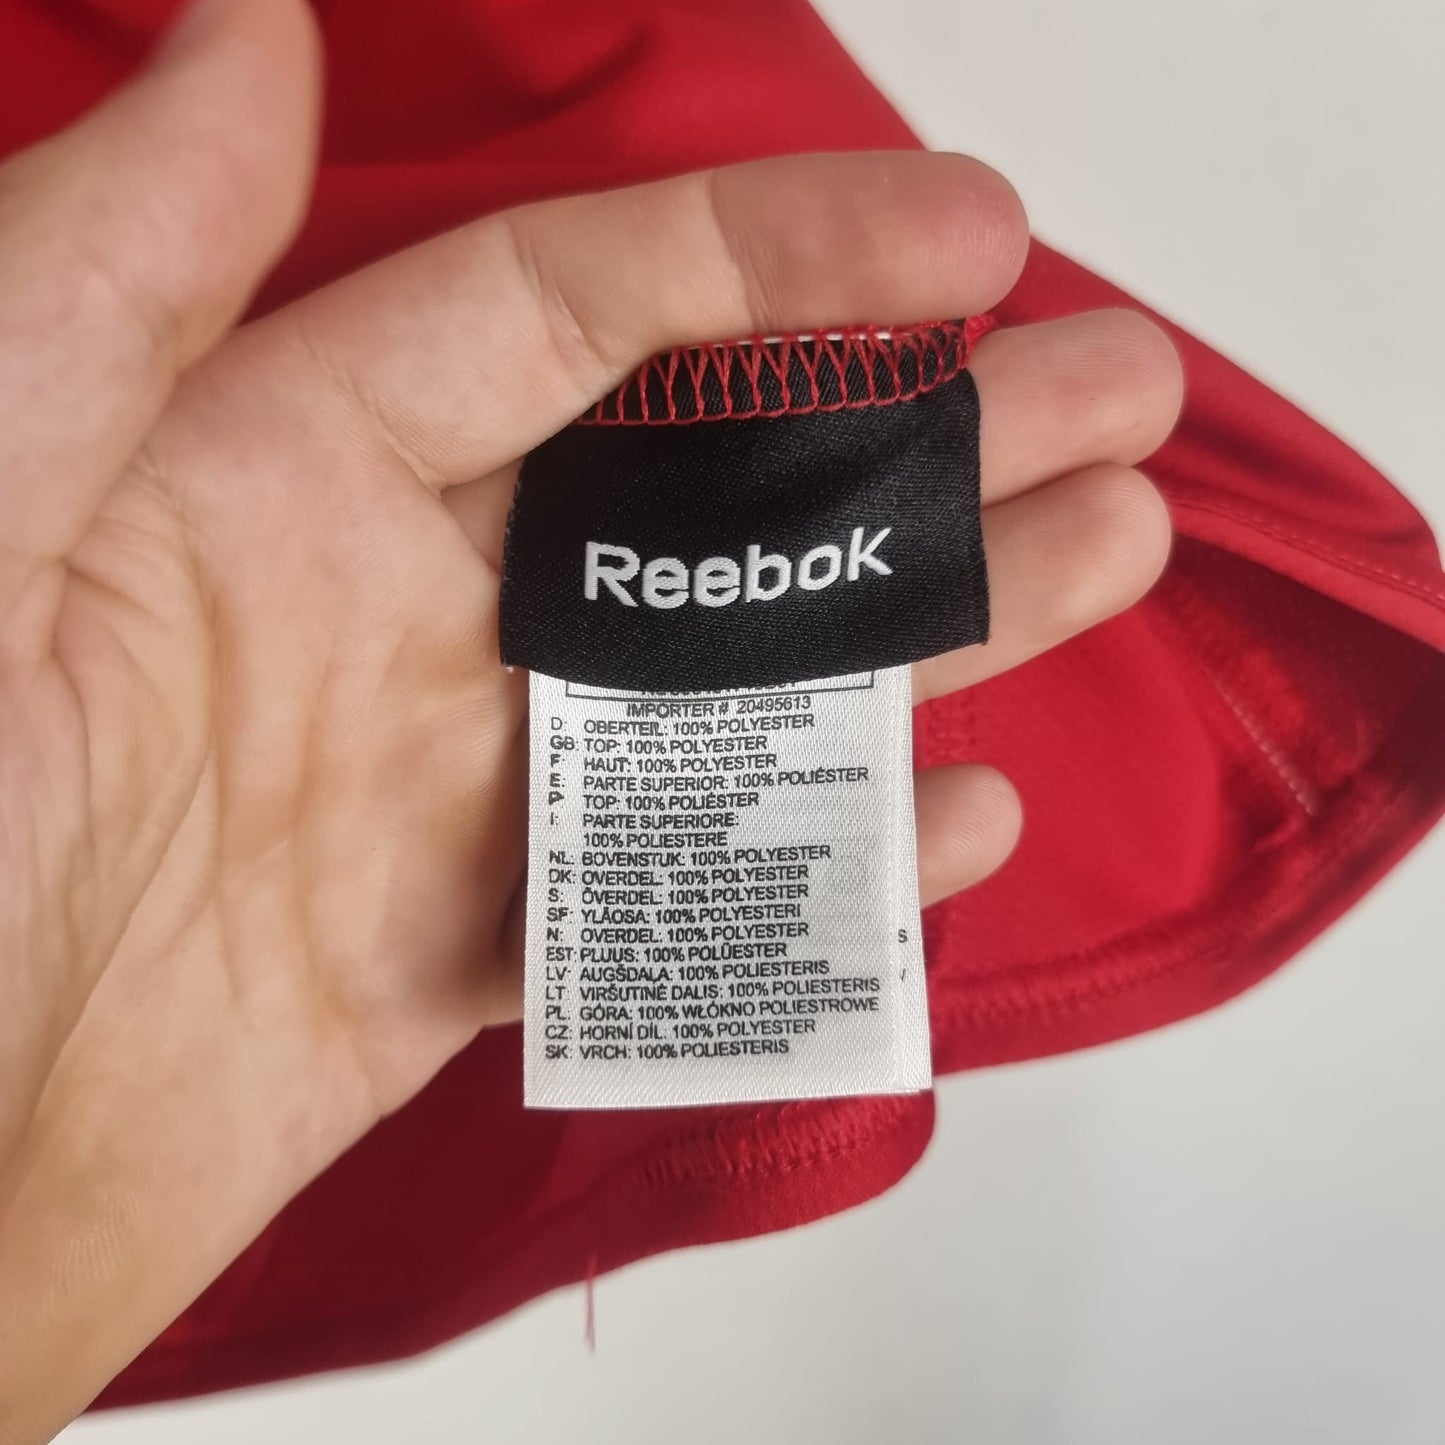 Reebok
IMPORTER # 20495613
D: OBERTEIL: 100% POLYESTER
GB: TOP: 100% POLYESTER
F: HAUT: 100% POLYESTER
E: PARTE SUPERIOR: 100% POLIÉSTER
P: TOP: 100% POLIÉSTER
I: PARTE SUPERIORE:
100% POLIESTERE
NL: BOVENSTUK: 100% POLYESTER
DK: OVERDEL: 100% POLYESTER
S: ÖVERDEL: 100% POLYESTER
SF: YLÄOSA: 100% POLYESTERI
N: OVERDEL: 100% POLYESTER
EST: PLUUS: 100% POLÜESTER
LV: AUGŠDALA: 100% POLIESTERIS
LT: VIRŠUTINĖ DALIS: 100% POLIESTERIS
PL: GÓRA: 100% WŁÓKNO POLIESTROWE
CZ: HORNÍ DÍL: 100% POLYESTER
SK: VRCH: 100% POLIESTERIS